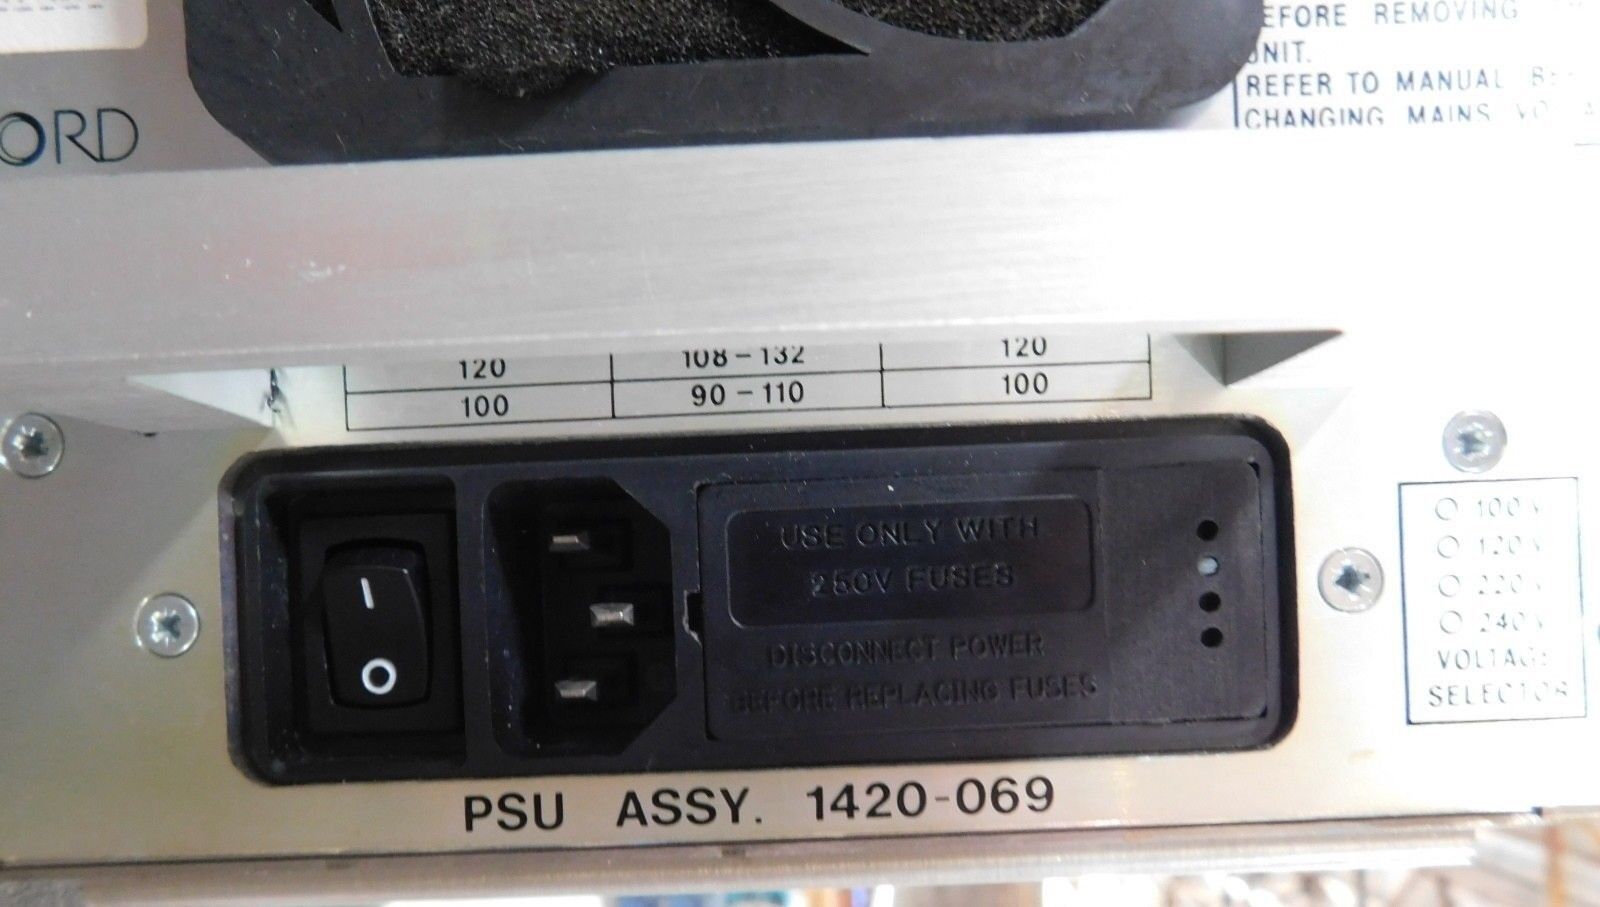 EFORE REMOVING
UNIT.
REFER TO MANUAL
CHANGING MAINS
ORD
120 108-132 120
100 90-110 100
USE ONLY WITH
250V FUSES
DISCONNECT POWER
BEFORE REPLACING FUSES
100V
120V
220V
240V
VOLTAGE
SELECTOR
PSU ASSY. 1420-069